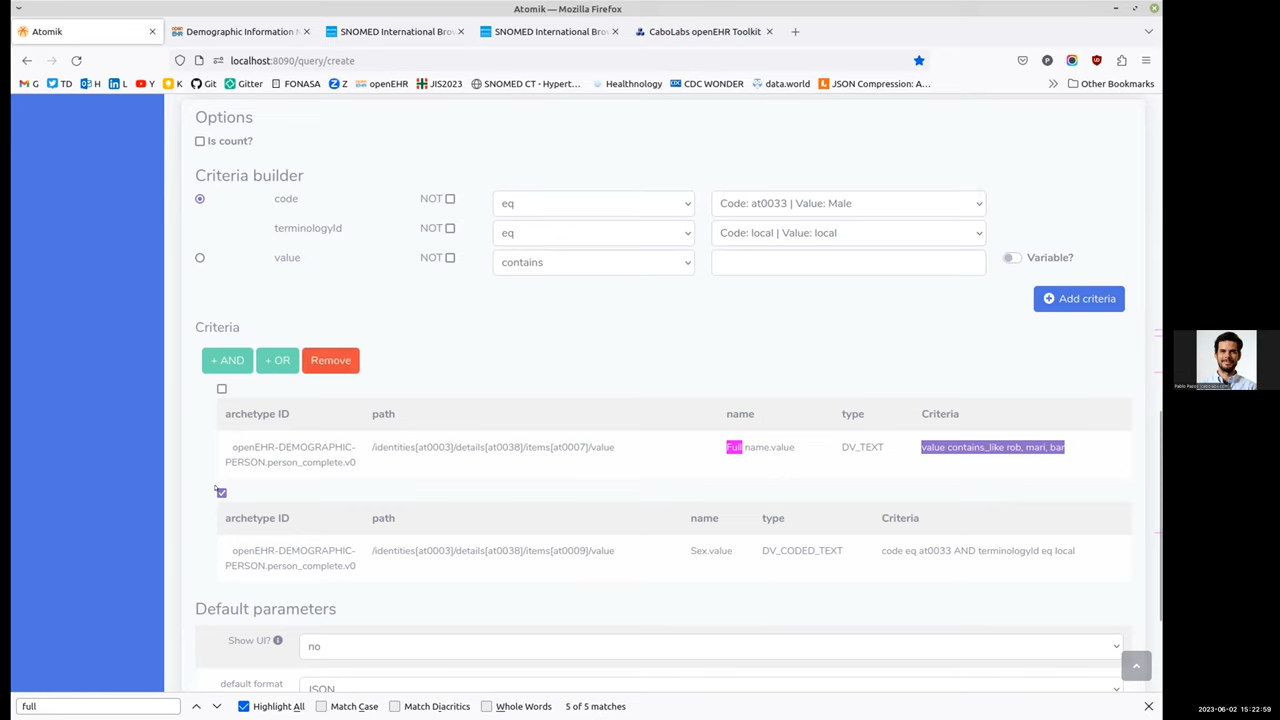 Atomik — Mozilla Firefox
Atomik
Demographic Information M
SNOMED International Bro
SNOMED International Bro
CaboLabs openEHR Toolkit
localhost:8090/query/create
G
TD
H
L
Y
K
Git
Gitter
FONASA
Z
openEHR
JIS2023
SNOMED CT - Hypert...
Healthnology
CDC WONDER
data.world
JSON Compression: A...
Other Bookmarks
Options
Is count?
Criteria builder
code NOT eq Code: at0033 | Value: Male
terminologyId NOT eq Code: local | Value: local
value NOT contains Variable?
Add criteria
Criteria
+ AND + OR Remove
archetype ID path name type Criteria
openEHR-DEMOGRAPHIC- /identities[at0003]/details[at0038]/items[at0007]/value Full name.value DV_TEXT value contains_like rob, mari, bar
PERSON.person_complete.v0
archetype ID path name type Criteria
openEHR-DEMOGRAPHIC- /identities[at0003]/details[at0038]/items[at0009]/value Sex.value DV_CODED_TEXT code eq at0033 AND terminologyId eq local
PERSON.person_complete.v0
Default parameters
Show UI? no
default format JSON
full Highlight All Match Case Match Diacritics Whole Words 5 of 5 matches
2023-06-02 15:22:59